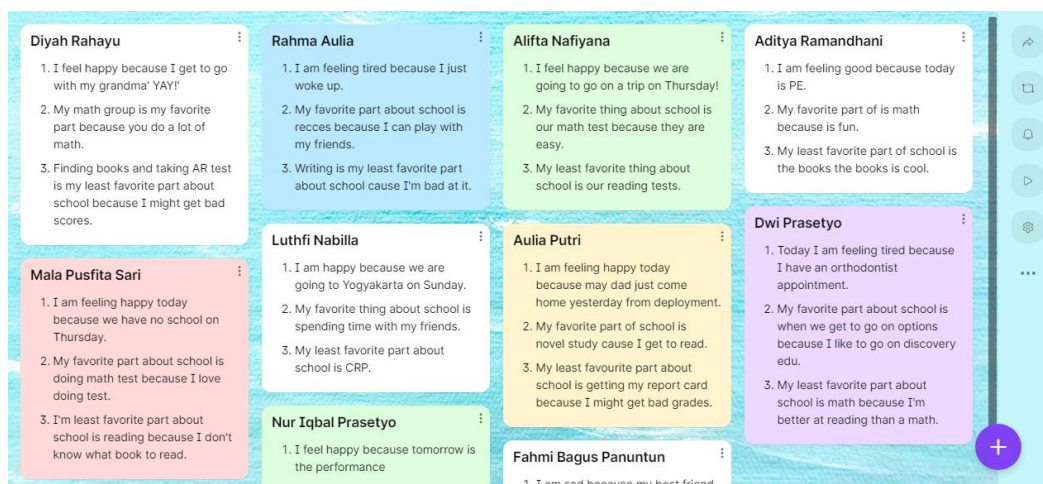 Diyah Rahayu
1. I feel happy because I get to go
with my grandma' YAY!'
2. My math group is my favorite
part because you do a lot of
math.
3. Finding books and taking AR test
is my least favorite part about
school because I might get bad
scores.
Mala Pusfita Sari
1. I am feeling happy today
because we have no school on
Thursday.
2. My favorite part about school is
doing math test because I love
doing test.
3. I'm least favorite part about
school is reading because I don't
know what book to read.
Rahma Aulia
1. I am feeling tired because I just
woke up.
2. My favorite part about school is
recces because I can play with
my friends.
3. Writing is my least favorite part
about school cause I'm bad at it.
Luthfi Nabilla
1. I am happy because we are
going to Yogyakarta on Sunday.
2. My favorite thing about school is
spending time with my friends.
3. My least favorite part about
school is CRP.
Nur Iqbal Prasetyo
1. I feel happy because tomorrow is
the performance
Alifta Nafiyana
1. I feel happy because we are
going to go on a trip on Thursday!
2. My favorite thing about school is
our math test because they are
easy.
3. My least favorite thing about
school is our reading tests.
Aulia Putri
1. I am feeling happy today
because may dad just come
home yesterday from deployment.
2. My favorite part of school is
novel study cause I get to read.
3. My least favourite part about
school is getting my report card
because I might get bad grades.
Fahmi Bagus Panuntun
1. I am sad because my best friend
Aditya Ramandhani
1. I am feeling good because today
is PE.
2. My favorite part of is math
because is fun.
3. My least favorite part of school is
the books the books is cool.
Dwi Prasetyo
1. Today I am feeling tired because
I have an orthodontist
appointment.
2. My favorite part about school is
when we get to go on options
because I like to go on discovery
edu.
3. My least favorite part about
school is math because I'm
better at reading than a math.